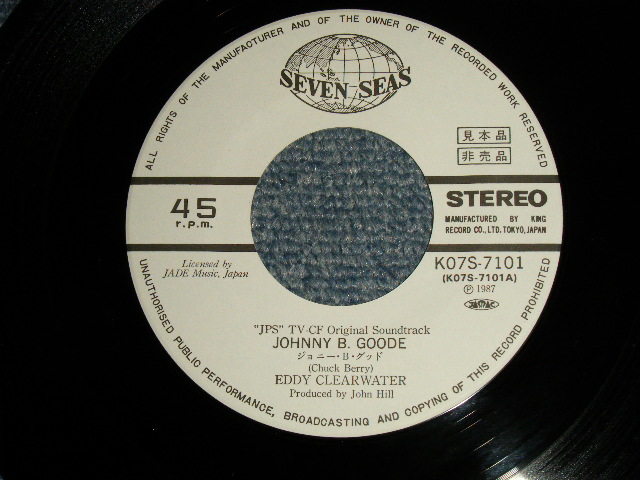 ALL RIGHTS OF THE MANUFACTURER AND OF THE OWNER OF THE RECORDED WORK RESERVED
SEVEN SEAS
見本品
非売品
45
r.p.m.
STEREO
MANUFACTURED BY KING
RECORD CO., LTD. TOKYO, JAPAN
Licensed by
JADE Music, Japan
K07S-7101
(K07S-7101A)
Ⓟ 1987
"JPS" TV-CF Original Soundtrack
JOHNNY B. GOODE
ジョニー・B・グッド
(Chuck Berry)
EDDY CLEARWATER
Produced by John Hill
UNAUTHORISED PUBLIC PERFORMANCE, BROADCASTING AND COPYING OF THIS RECORD PROHIBITED